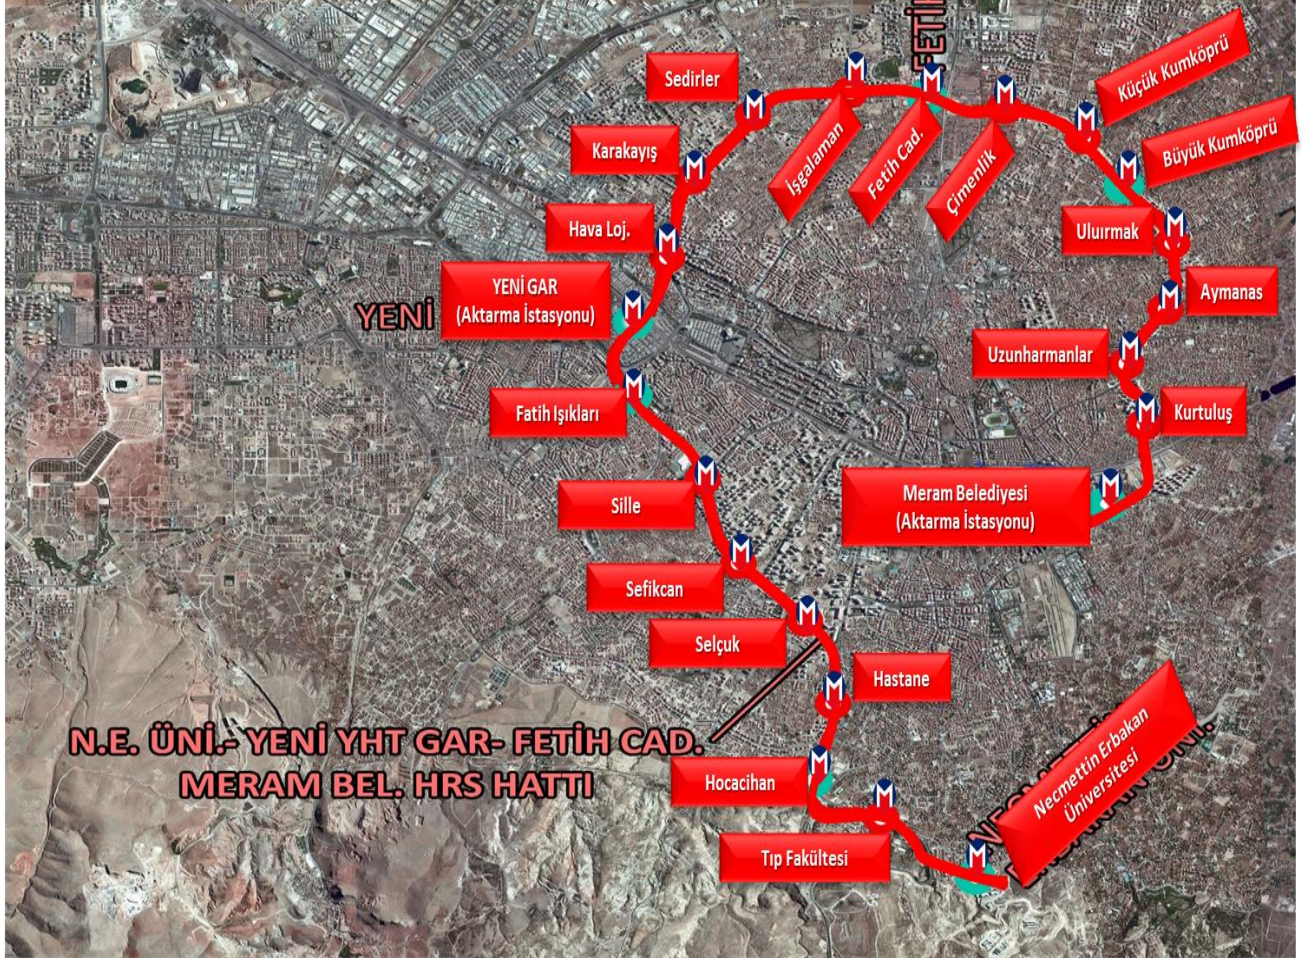 FETİH
Küçük Kumköprü
Sedirler
Büyük Kumköprü
Karakayış
İşgalaman
Fetih Cad.
Çimenlik
Hava Loj.
Uluırmak
YENİ GAR
(Aktarma İstasyonu)
Aymanas
YENİ
Uzunharmanlar
Fatih Işıkları
Kurtuluş
Sille
Meram Belediyesi
(Aktarma İstasyonu)
Sefikcan
Selçuk
Hastane
N.E. ÜNİ.- YENİ YHT GAR- FETİH CAD.
MERAM BEL. HRS HATTI
Necmettin Erbakan
Üniversitesi
Hocacihan
Tıp Fakültesi